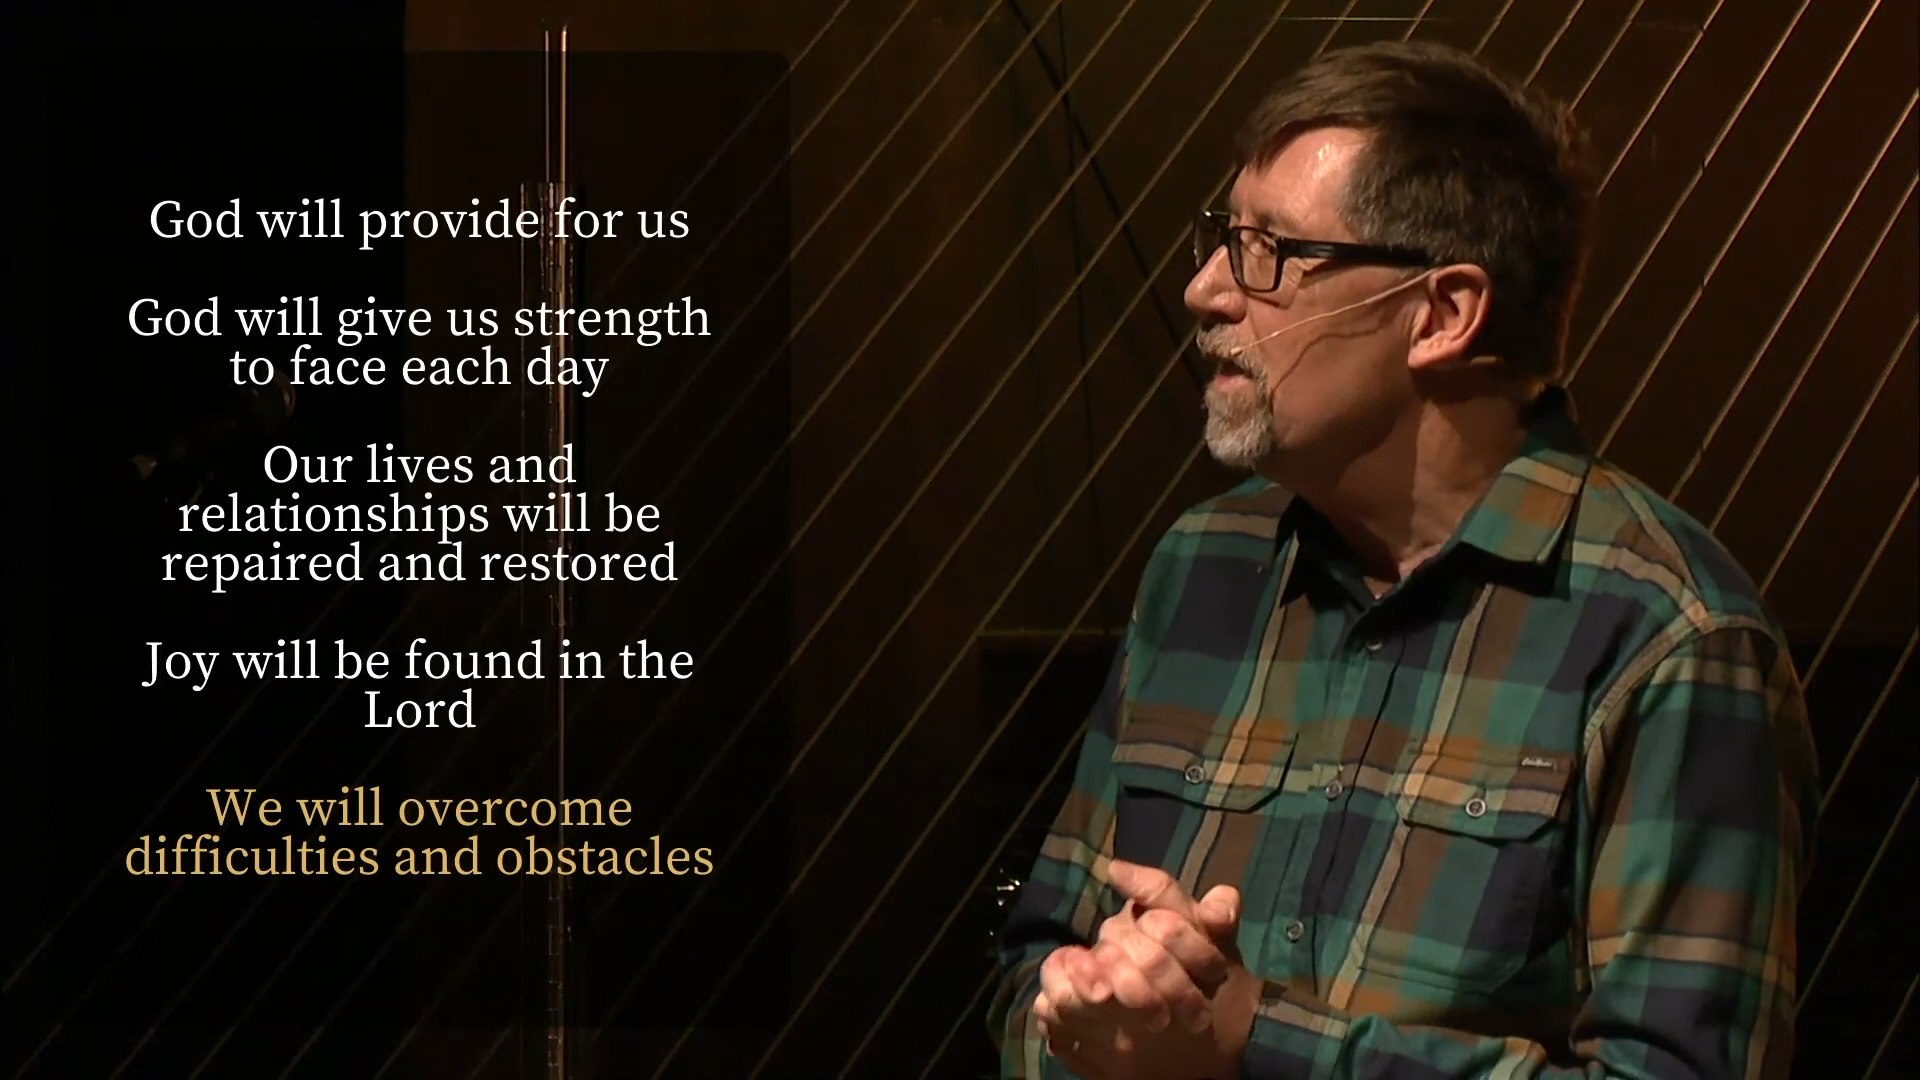 God will provide for us
God will give us strength
to face each day
Our lives and
relationships will be
repaired and restored
Joy will be found in the
Lord
We will overcome
difficulties and obstacles